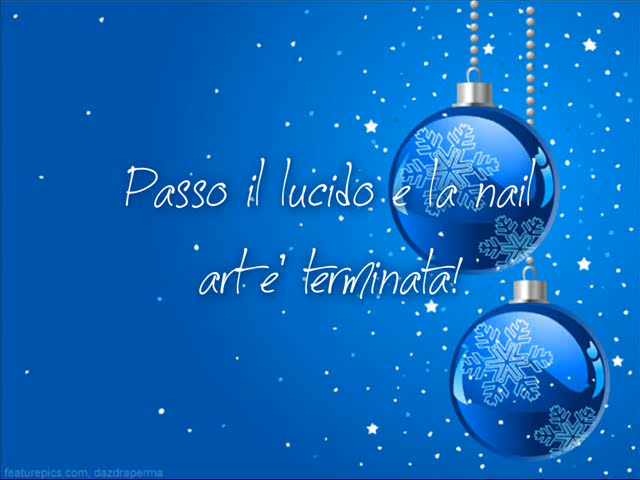 Passo il lucido e la nail
art e' terminata!
featurepics.com, dazdraperma